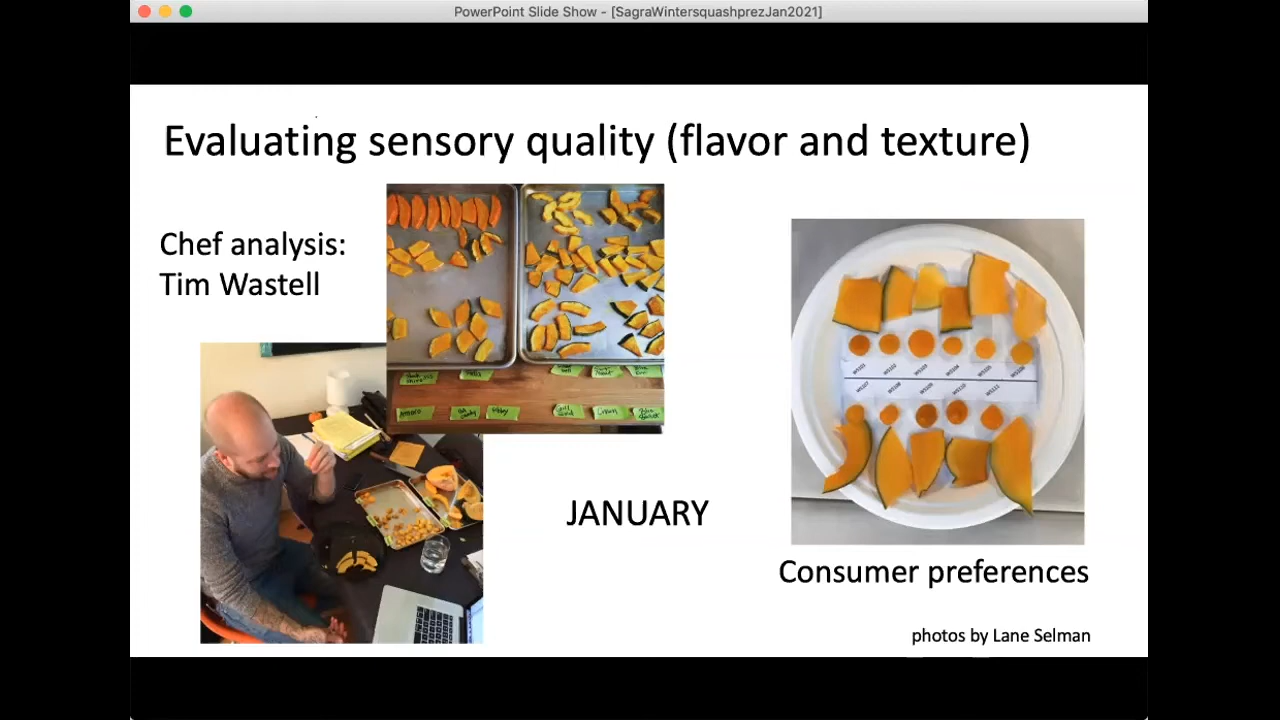 PowerPoint Slide Show - [SagraWintersquashprezJan2021]
Evaluating sensory quality (flavor and texture)
Chef analysis:
Tim Wastell
JANUARY
Consumer preferences
photos by Lane Selman